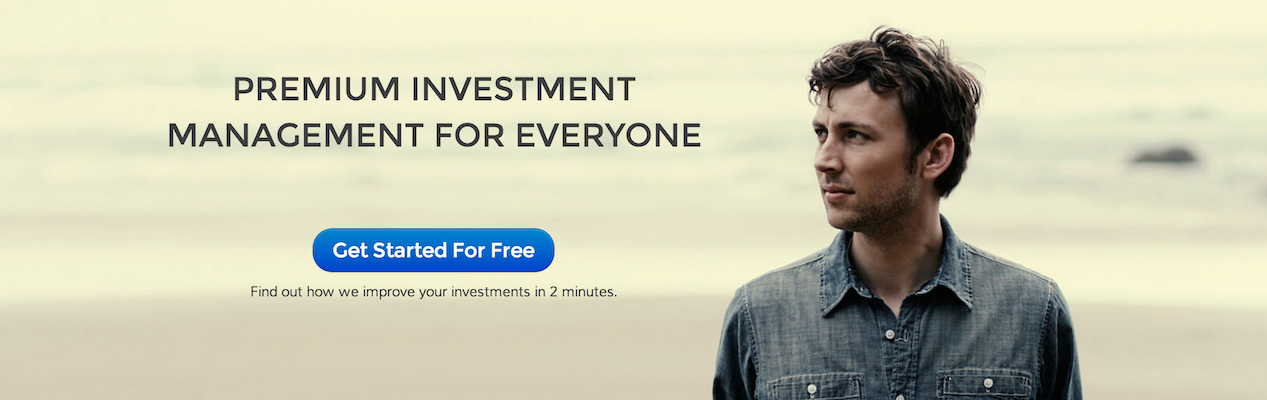 PREMIUM INVESTMENT
MANAGEMENT FOR EVERYONE
Get Started For Free
Find out how we improve your investments in 2 minutes.